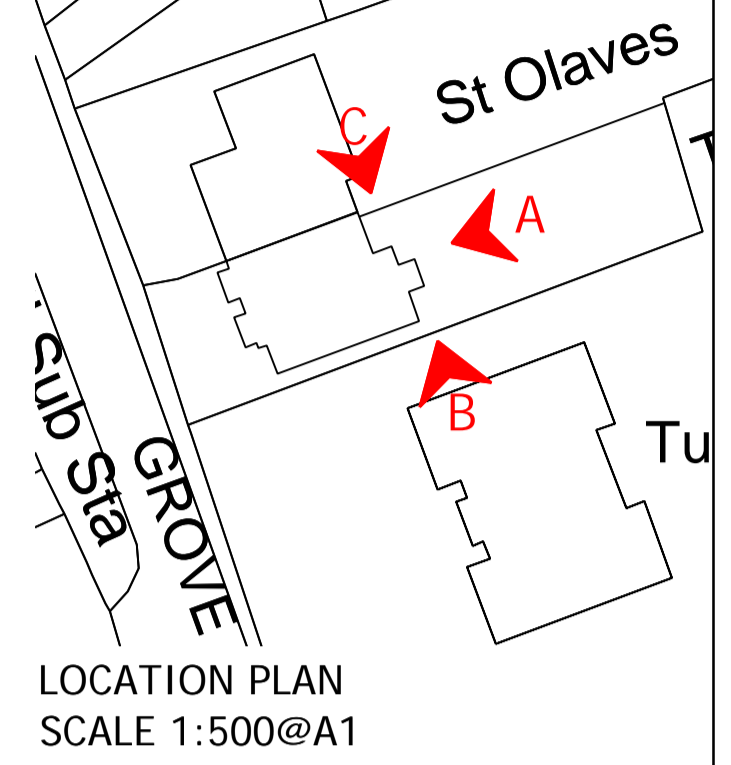 St Olaves
C
A
B
Tu
Sub Sta
GROVE
LOCATION PLAN
SCALE 1:500@A1